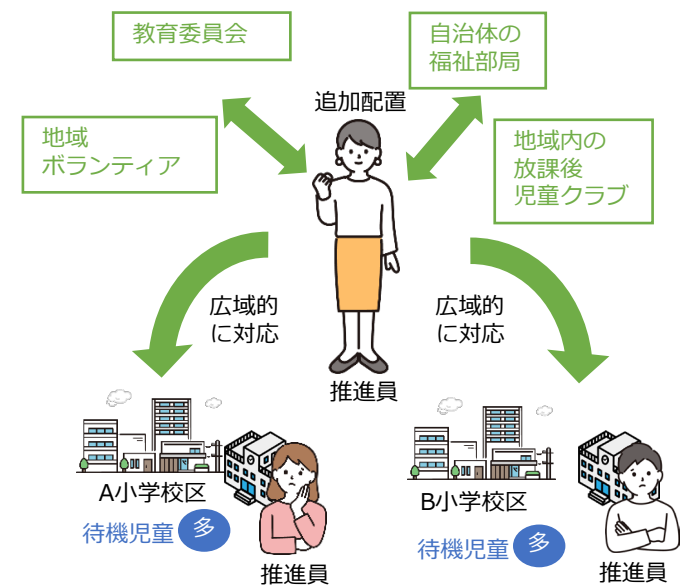 教育委員会
自治体の
福祉部局
追加配置
地域
ボランティア
地域内の
放課後
児童クラブ
広域的
に対応
広域的
に対応
推進員
A小学校区
待機児童 多
推進員
B小学校区
待機児童 多
推進員